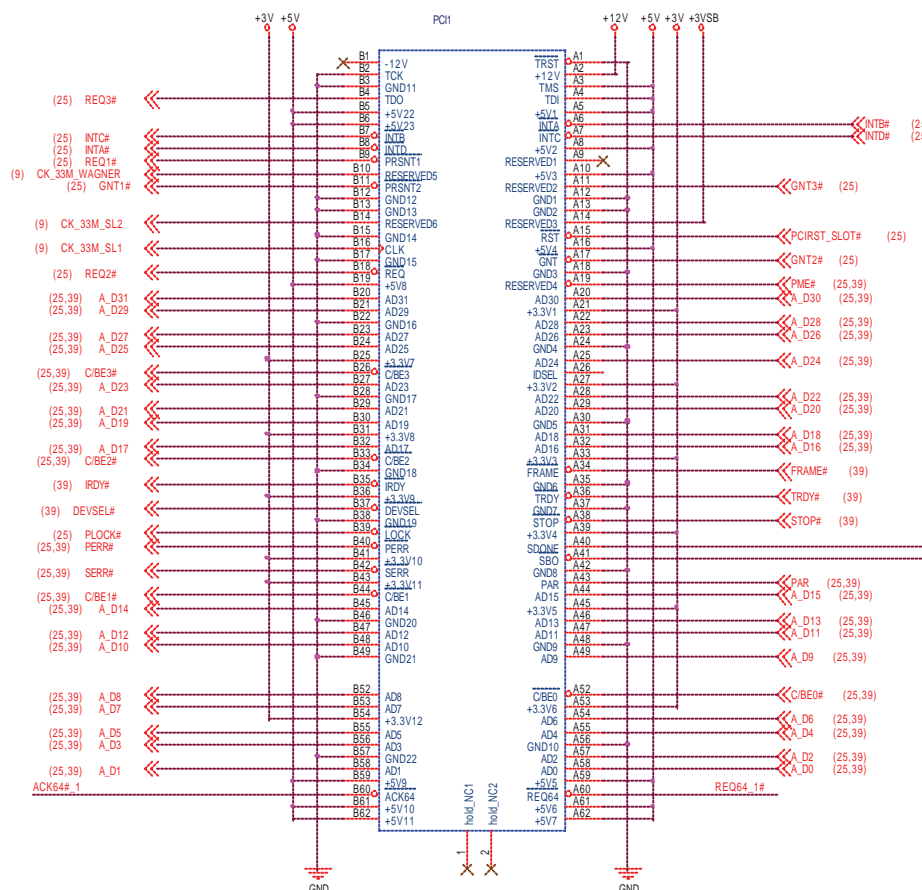 +3V +5V PCI1 +12V +5V +3V +3VSB
B1 -12V TRST A1
B2 TCK +12V A2
B3 GND11 TMS A3
(25) REQ3# B4 TDO TDI A4
B5 +5V22 +5V1 A5
B6 +5V23 INTA A6 INTB# (25
(25) INTC# B7 INTB INTC A7 INTD# (25
(25) INTA# B8 INTD +5V2 A8
(25) REQ1# B9 PRSNT1 RESERVED1 A9
(9) CK_33M_WAGNER B10 RESERVED5 +5V3 A10
(25) GNT1# B11 PRSNT2 RESERVED2 A11 GNT3# (25)
B12 GND12 GND1 A12
B13 GND13 GND2 A13
(9) CK_33M_SL2 B14 RESERVED6 RESERVED3 A14
B15 GND14 RST A15 PCIRST_SLOT# (25)
(9) CK_33M_SL1 B16 CLK +5V4 A16
B17 GND15 GNT A17 GNT2# (25)
(25) REQ2# B18 REQ GND3 A18
B19 +5V8 RESERVED4 A19 PME# (25,39)
(25,39) A_D31 B20 AD31 AD30 A20 A_D30 (25,39)
(25,39) A_D29 B21 AD29 +3.3V1 A21
B22 GND16 AD28 A22 A_D28 (25,39)
(25,39) A_D27 B23 AD27 AD26 A23 A_D26 (25,39)
(25,39) A_D25 B24 AD25 GND4 A24
B25 +3.3V7 AD24 A25 A_D24 (25,39)
(25,39) C/BE3# B26 C/BE3 IDSEL A26
(25,39) A_D23 B27 AD23 +3.3V2 A27
B28 GND17 AD22 A28 A_D22 (25,39)
(25,39) A_D21 B29 AD21 AD20 A29 A_D20 (25,39)
(25,39) A_D19 B30 AD19 GND5 A30
B31 +3.3V8 AD18 A31 A_D18 (25,39)
(25,39) A_D17 B32 AD17 AD16 A32 A_D16 (25,39)
(25,39) C/BE2# B33 C/BE2 +3.3V3 A33
B34 GND18 FRAME A34 FRAME# (39)
(39) IRDY# B35 IRDY GND6 A35
B36 +3.3V9 TRDY A36 TRDY# (39)
(39) DEVSEL# B37 DEVSEL GND7 A37
B38 GND19 STOP A38 STOP# (39)
(25) PLOCK# B39 LOCK +3.3V4 A39
(25,39) PERR# B40 PERR SDONE A40
B41 +3.3V10 SBO A41
(25,39) SERR# B42 SERR GND8 A42
B43 +3.3V11 PAR A43 PAR (25,39)
(25,39) C/BE1# B44 C/BE1 AD15 A44 A_D15 (25,39)
(25,39) A_D14 B45 AD14 +3.3V5 A45
B46 GND20 AD13 A46 A_D13 (25,39)
(25,39) A_D12 B47 AD12 AD11 A47 A_D11 (25,39)
(25,39) A_D10 B48 AD10 GND9 A48
B49 GND21 AD9 A49 A_D9 (25,39)
(25,39) A_D8 B52 AD8 C/BE0 A52 C/BE0# (25,39)
(25,39) A_D7 B53 AD7 +3.3V6 A53
B54 +3.3V12 AD6 A54 A_D6 (25,39)
(25,39) A_D5 B55 AD5 AD4 A55 A_D4 (25,39)
(25,39) A_D3 B56 AD3 GND10 A56
B57 GND22 AD2 A57 A_D2 (25,39)
(25,39) A_D1 B58 AD1 AD0 A58 A_D0 (25,39)
B59 +5V9 +5V5 A59
ACK64#_1 B60 ACK64 REQ64 A60 REQ64_1#
B61 +5V10 +5V6 A61
B62 +5V11 +5V7 A62
hold_NC1 hold_NC2
1 2
GND GND